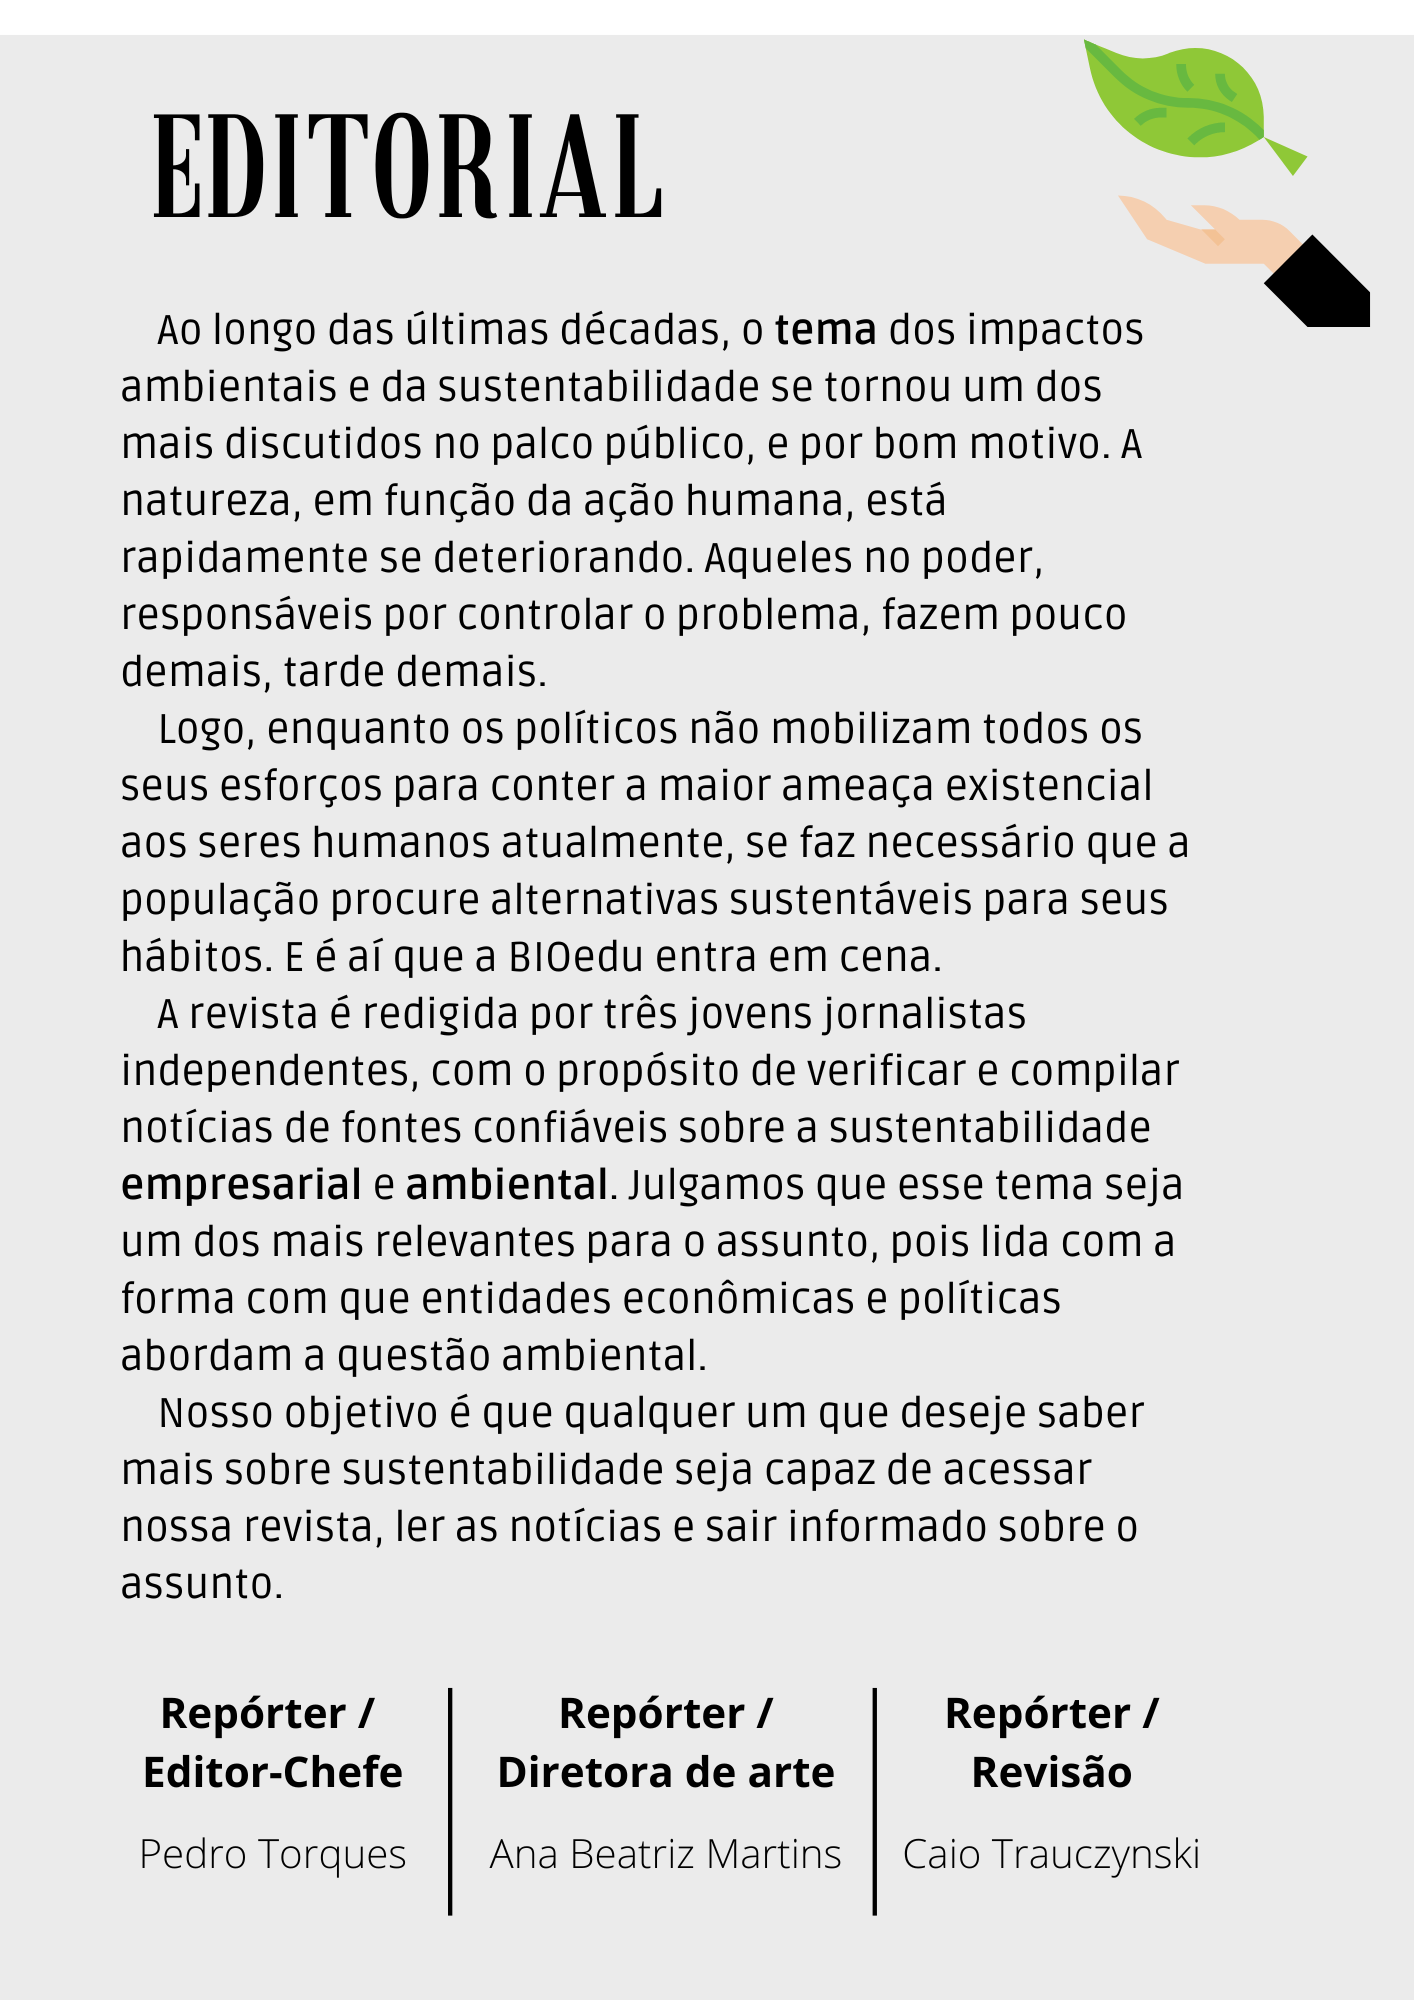 EDITORIAL
Ao longo das últimas décadas, o tema dos impactos
ambientais e da sustentabilidade se tornou um dos
mais discutidos no palco público, e por bom motivo. A
natureza, em função da ação humana, está
rapidamente se deteriorando. Aqueles no poder,
responsáveis por controlar o problema, fazem pouco
demais, tarde demais.
Logo, enquanto os políticos não mobilizam todos os
seus esforços para conter a maior ameaça existencial
aos seres humanos atualmente, se faz necessário que a
população procure alternativas sustentáveis para seus
hábitos. E é aí que a BIOedu entra em cena.
A revista é redigida por três jovens jornalistas
independentes, com o propósito de verificar e compilar
notícias de fontes confiáveis sobre a sustentabilidade
empresarial e ambiental. Julgamos que esse tema seja
um dos mais relevantes para o assunto, pois lida com a
forma com que entidades econômicas e políticas
abordam a questão ambiental.
Nosso objetivo é que qualquer um que deseje saber
mais sobre sustentabilidade seja capaz de acessar
nossa revista, ler as notícias e sair informado sobre o
assunto.
Repórter /
Editor-Chefe
Pedro Torques
Repórter /
Diretora de arte
Ana Beatriz Martins
Repórter /
Revisão
Caio Trauczynski